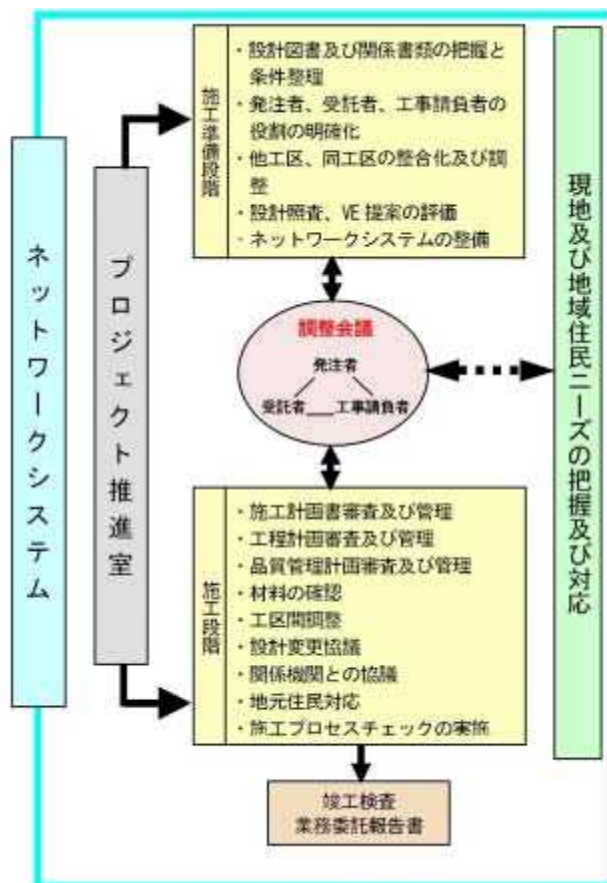 ネットワークシステム
プロジェクト推進室
施工準備段階
・設計図書及び関係書類の把握と
条件整理
・発注者、受託者、工事請負者の
役割の明確化
・他工区、同工区の整合化及び調
整
・設計照査、VE 提案の評価
・ネットワークシステムの整備
調整会議
発注者
受託者
工事請負者
施工段階
・施工計画書審査及び管理
・工程計画審査及び管理
・品質管理計画審査及び管理
・材料の確認
・工区間調整
・設計変更協議
・関係機関との協議
・地元住民対応
・施工プロセスチェックの実施
竣工検査
業務委託報告書
現地及び地域住民ニーズの把握及び対応